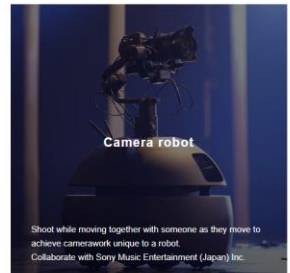 Camera robot
Shoot while moving together with someone as they move to
achieve camerawork unique to a robot.
Collaborate with Sony Music Entertainment (Japan) Inc.